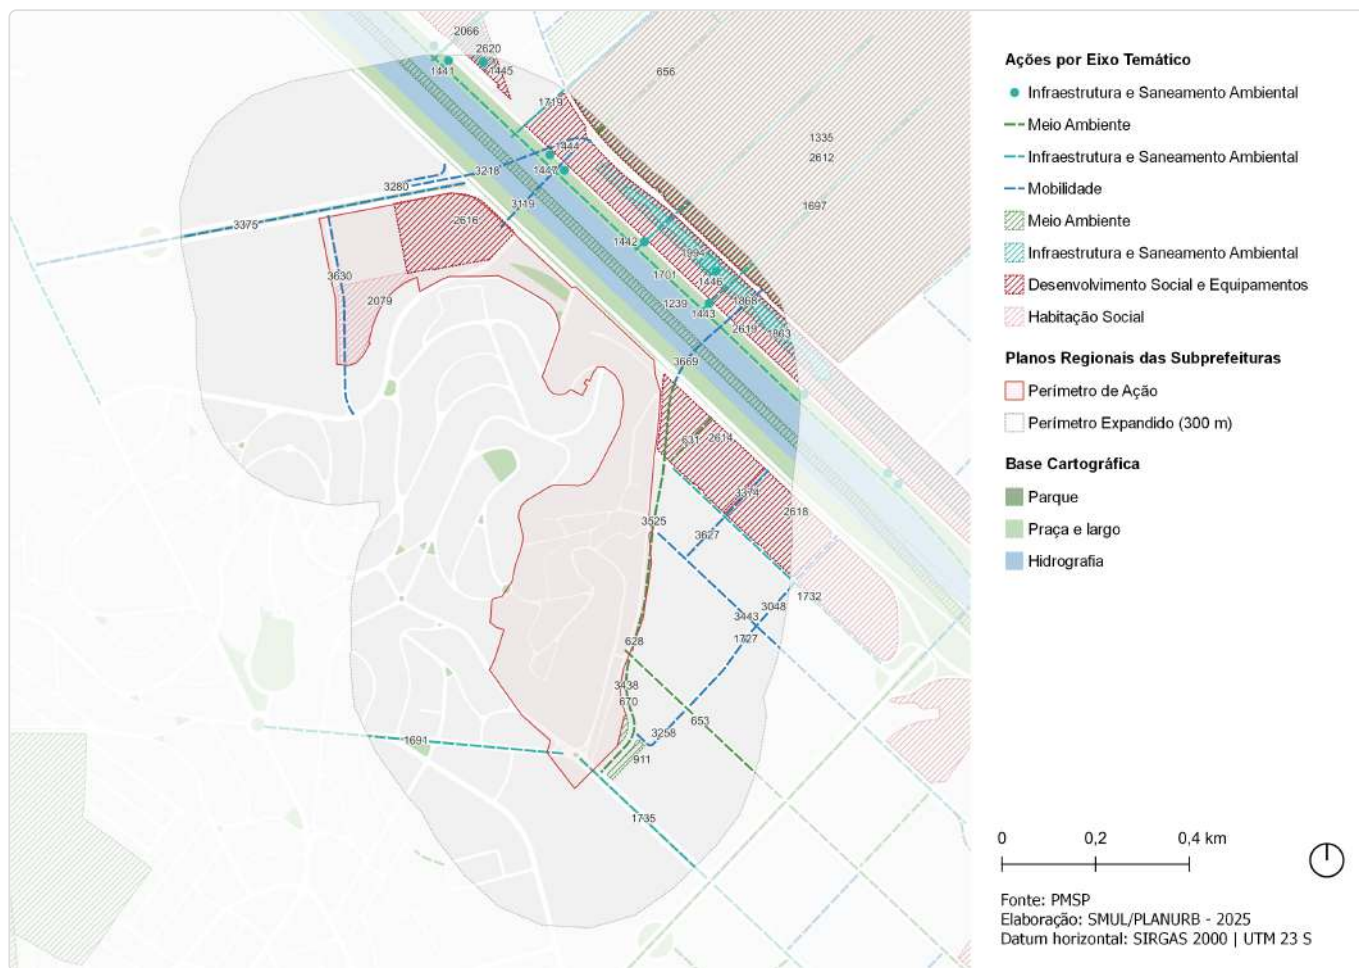 2066
2620
1441
1445
656
1719
1335
1444
2612
1447
3218
3280
1697
3119
3375
2616
1442
1994
1701
1446
3630
2079
1239
1868
1443
2619
1863
3669
631
2614
3374
3525
2618
3627
1732
3048
3443
1727
628
3438
670
653
3258
1691
911
1735
Ações por Eixo Temático
Infraestrutura e Saneamento Ambiental
Meio Ambiente
Infraestrutura e Saneamento Ambiental
Mobilidade
Meio Ambiente
Infraestrutura e Saneamento Ambiental
Desenvolvimento Social e Equipamentos
Habitação Social
Planos Regionais das Subprefeituras
Perímetro de Ação
Perímetro Expandido (300 m)
Base Cartográfica
Parque
Praça e largo
Hidrografia
0 0,2 0,4 km
Fonte: PMSP
Elaboração: SMUL/PLANURB - 2025
Datum horizontal: SIRGAS 2000 | UTM 23 S